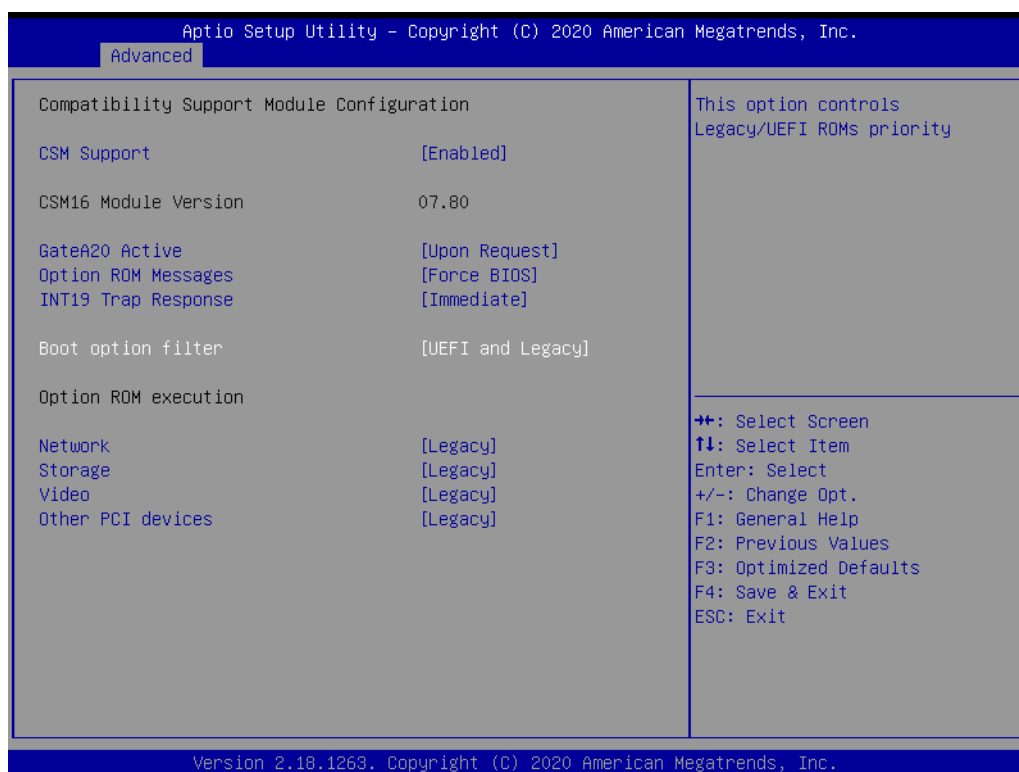 Aptio Setup Utility – Copyright (C) 2020 American Megatrends, Inc.
Advanced
Compatibility Support Module Configuration
CSM Support [Enabled]
CSM16 Module Version 07.80
GateA20 Active [Upon Request]
Option ROM Messages [Force BIOS]
INT19 Trap Response [Immediate]
Boot option filter [UEFI and Legacy]
Option ROM execution
Network [Legacy]
Storage [Legacy]
Video [Legacy]
Other PCI devices [Legacy]
This option controls
Legacy/UEFI ROMs priority
→←: Select Screen
↑↓: Select Item
Enter: Select
+/-: Change Opt.
F1: General Help
F2: Previous Values
F3: Optimized Defaults
F4: Save & Exit
ESC: Exit
Version 2.18.1263. Copyright (C) 2020 American Megatrends, Inc.